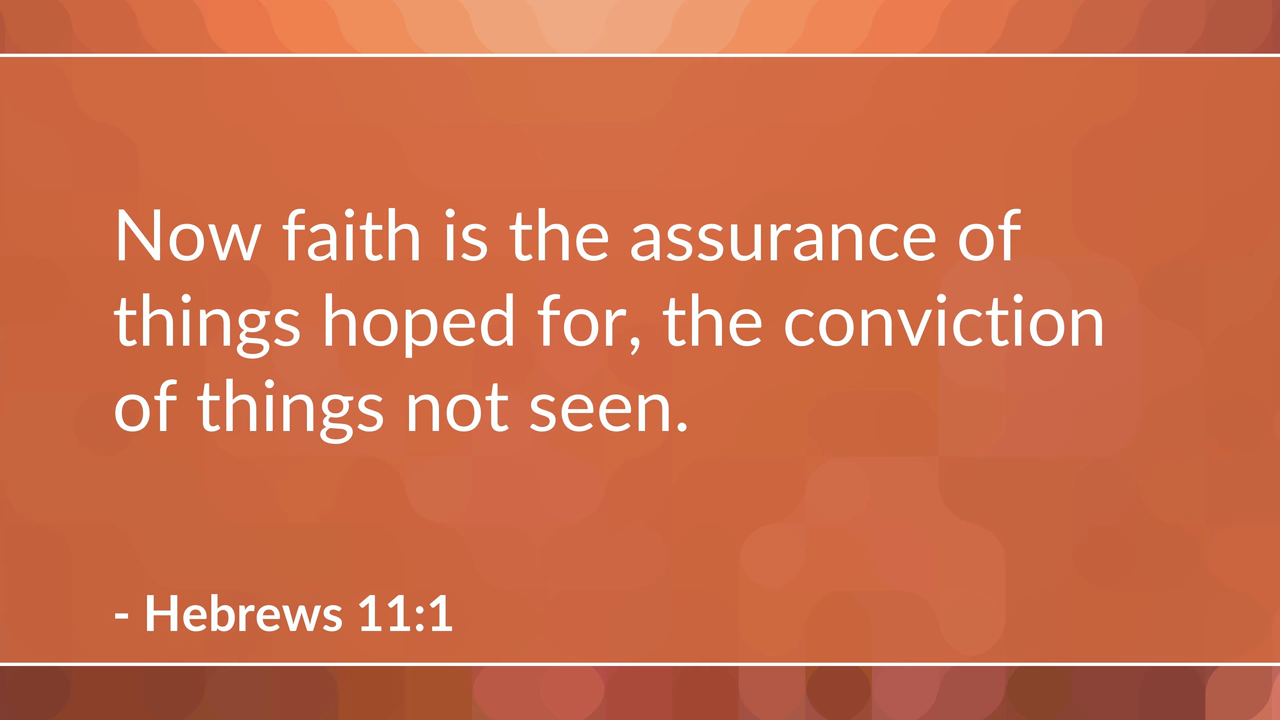 Now faith is the assurance of
things hoped for, the conviction
of things not seen.
- Hebrews 11:1